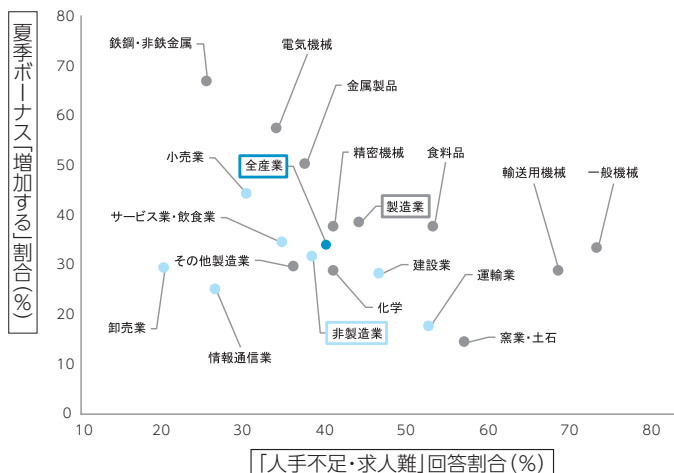 夏季ボーナス「増加する」割合(%)
80
70
60
50
40
30
20
10
0
鉄鋼・非鉄金属
電気機械
金属製品
小売業
全産業
精密機械
食料品
輸送用機械
一般機械
製造業
サービス業・飲食業
その他製造業
建設業
運輸業
化学
卸売業
非製造業
情報通信業
窯業・土石
10
20
30
40
50
60
70
80
「人手不足・求人難」回答割合(%)